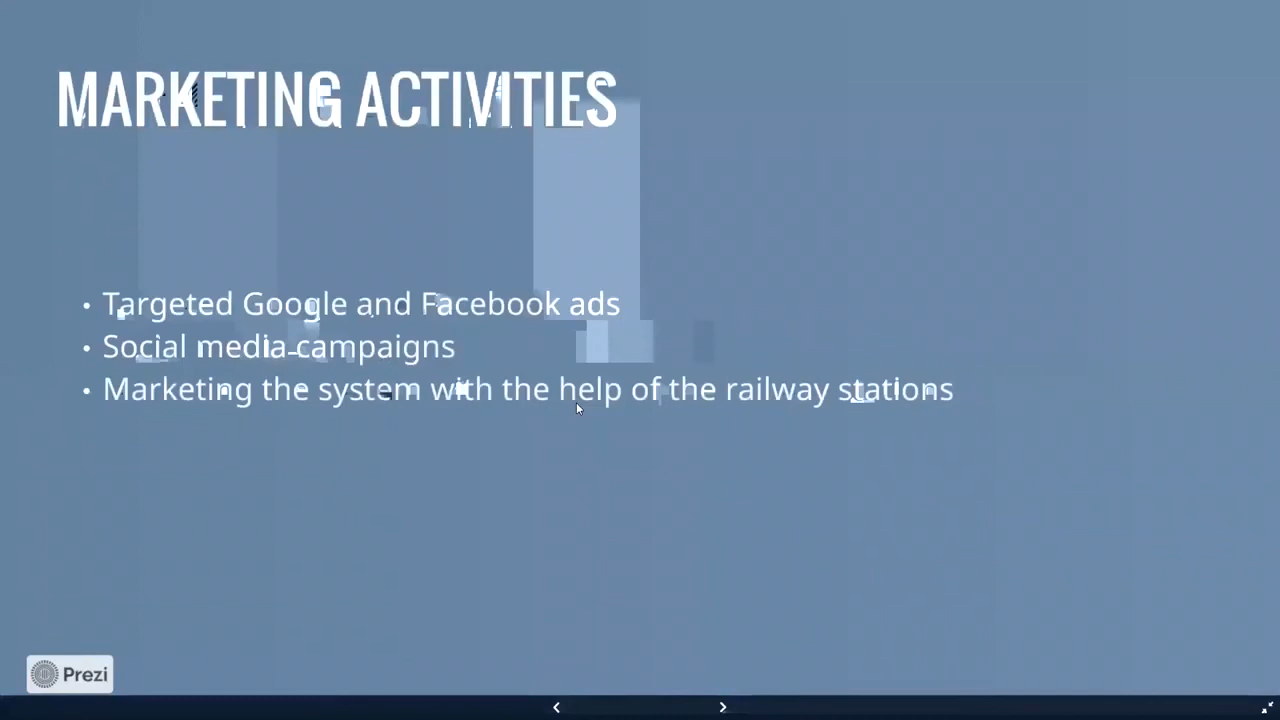 MARKETING ACTIVITIES
• Targeted Google and Facebook ads
• Social media campaigns
• Marketing the system with the help of the railway stations
Prezi